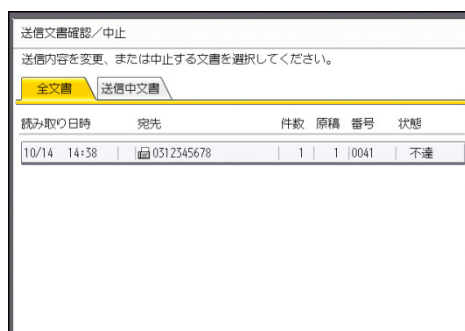 送信文書確認／中止
送信内容を変更、または中止する文書を選択してください。
全文書 送信中文書
読み取り日時 宛先 件数 原稿 番号 状態
10/14 14:38 0312345678 1 1 0041 不達